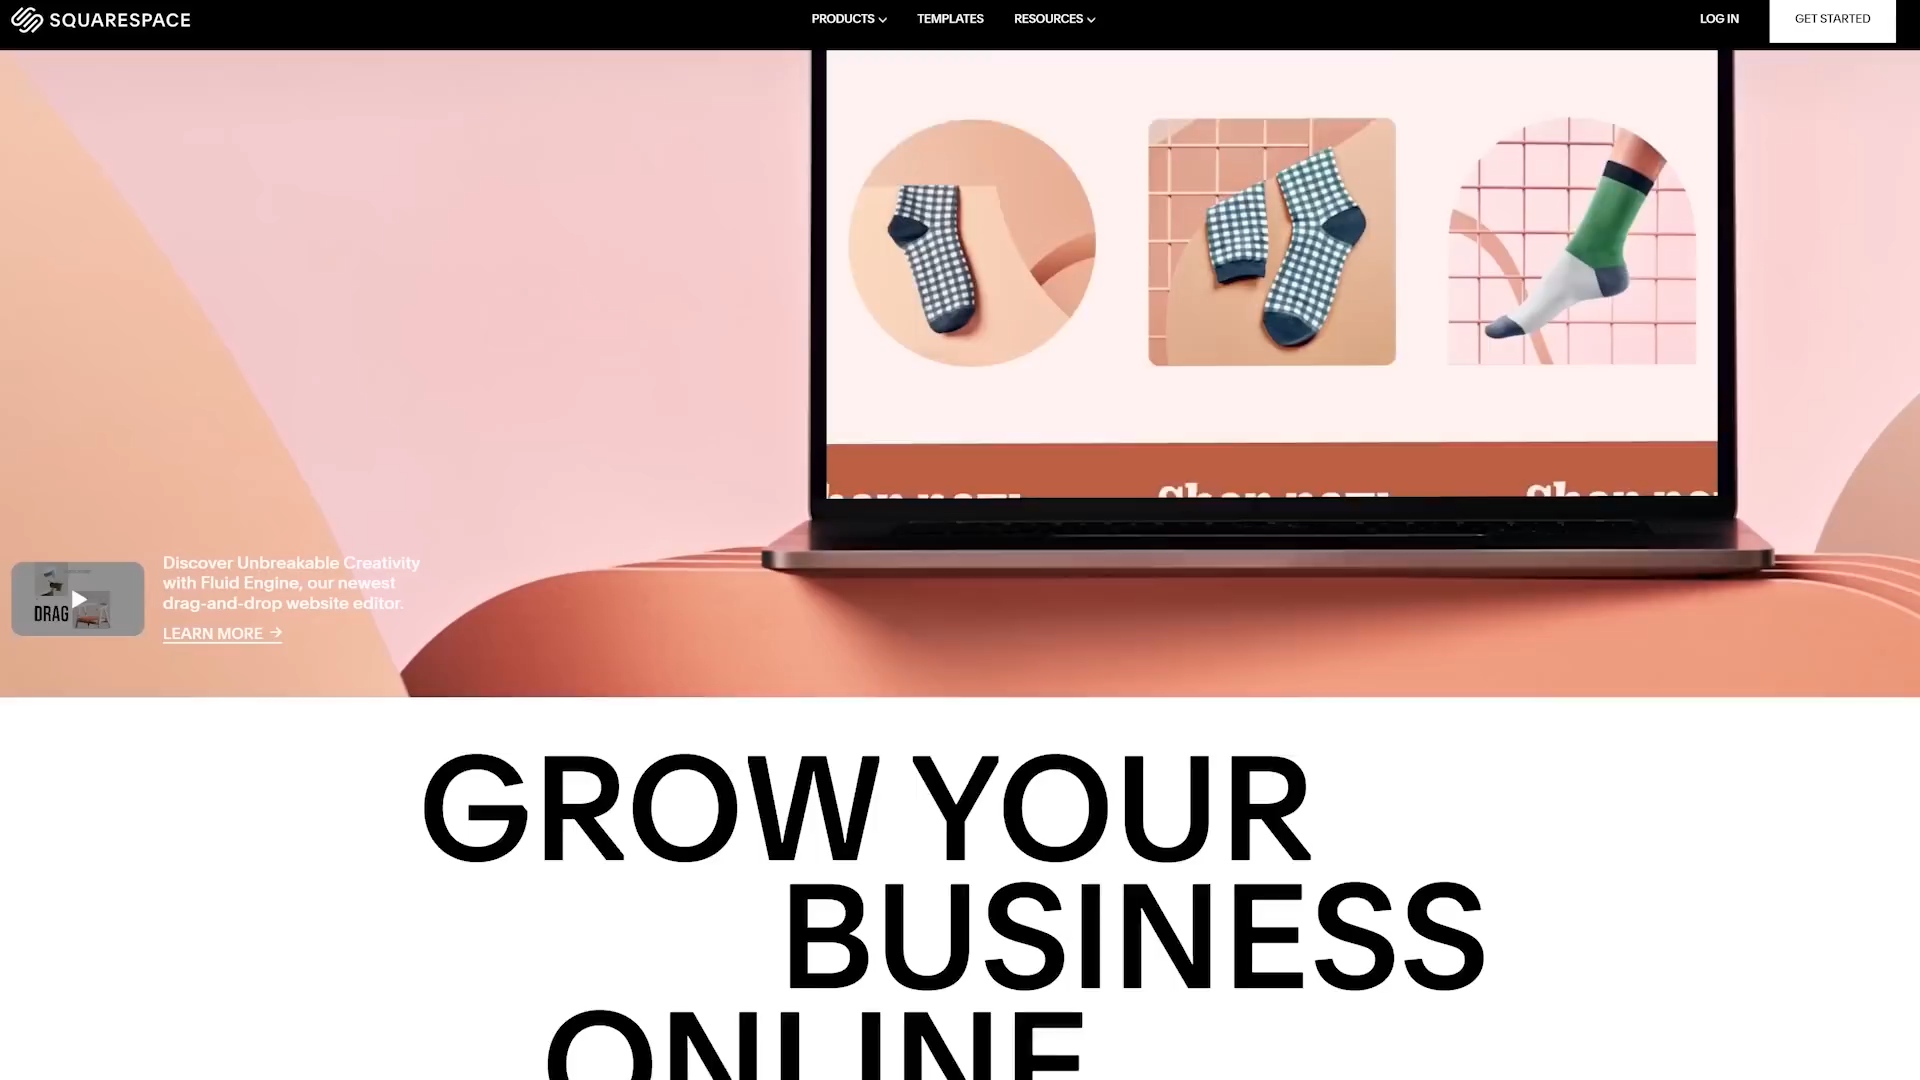 SQUARESPACE
PRODUCTS
TEMPLATES
RESOURCES
LOG IN
GET STARTED
Discover Unbreakable Creativity
with Fluid Engine, our newest
drag-and-drop website editor.
LEARN MORE
DRAG
GROW YOUR
BUSINESS
ONLINE